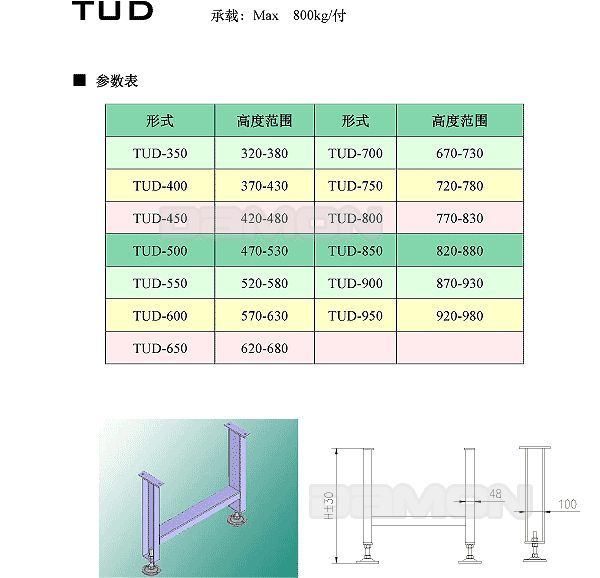 TUD 承载：Max 800kg/付
■ 参数表
形式 高度范围 形式 高度范围
TUD-350 320-380 TUD-700 670-730
TUD-400 370-430 TUD-750 720-780
TUD-450 420-480 TUD-800 770-830
DAMON
TUD-500 470-530 TUD-850 820-880
TUD-550 520-580 TUD-900 870-930
TUD-600 570-630 TUD-950 920-980
TUD-650 620-680
H±30
48
DAMON
100